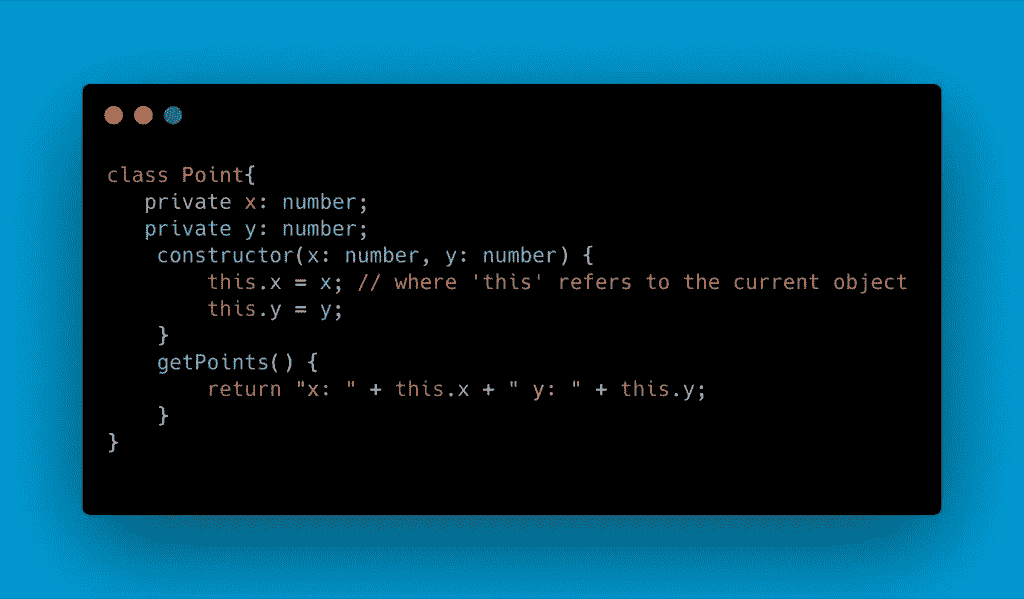 class Point{
   private x: number;
   private y: number;
    constructor(x: number, y: number) {
        this.x = x; // where 'this' refers to the current object
        this.y = y;
    }
    getPoints() {
        return "x: " + this.x + " y: " + this.y;
    }
}